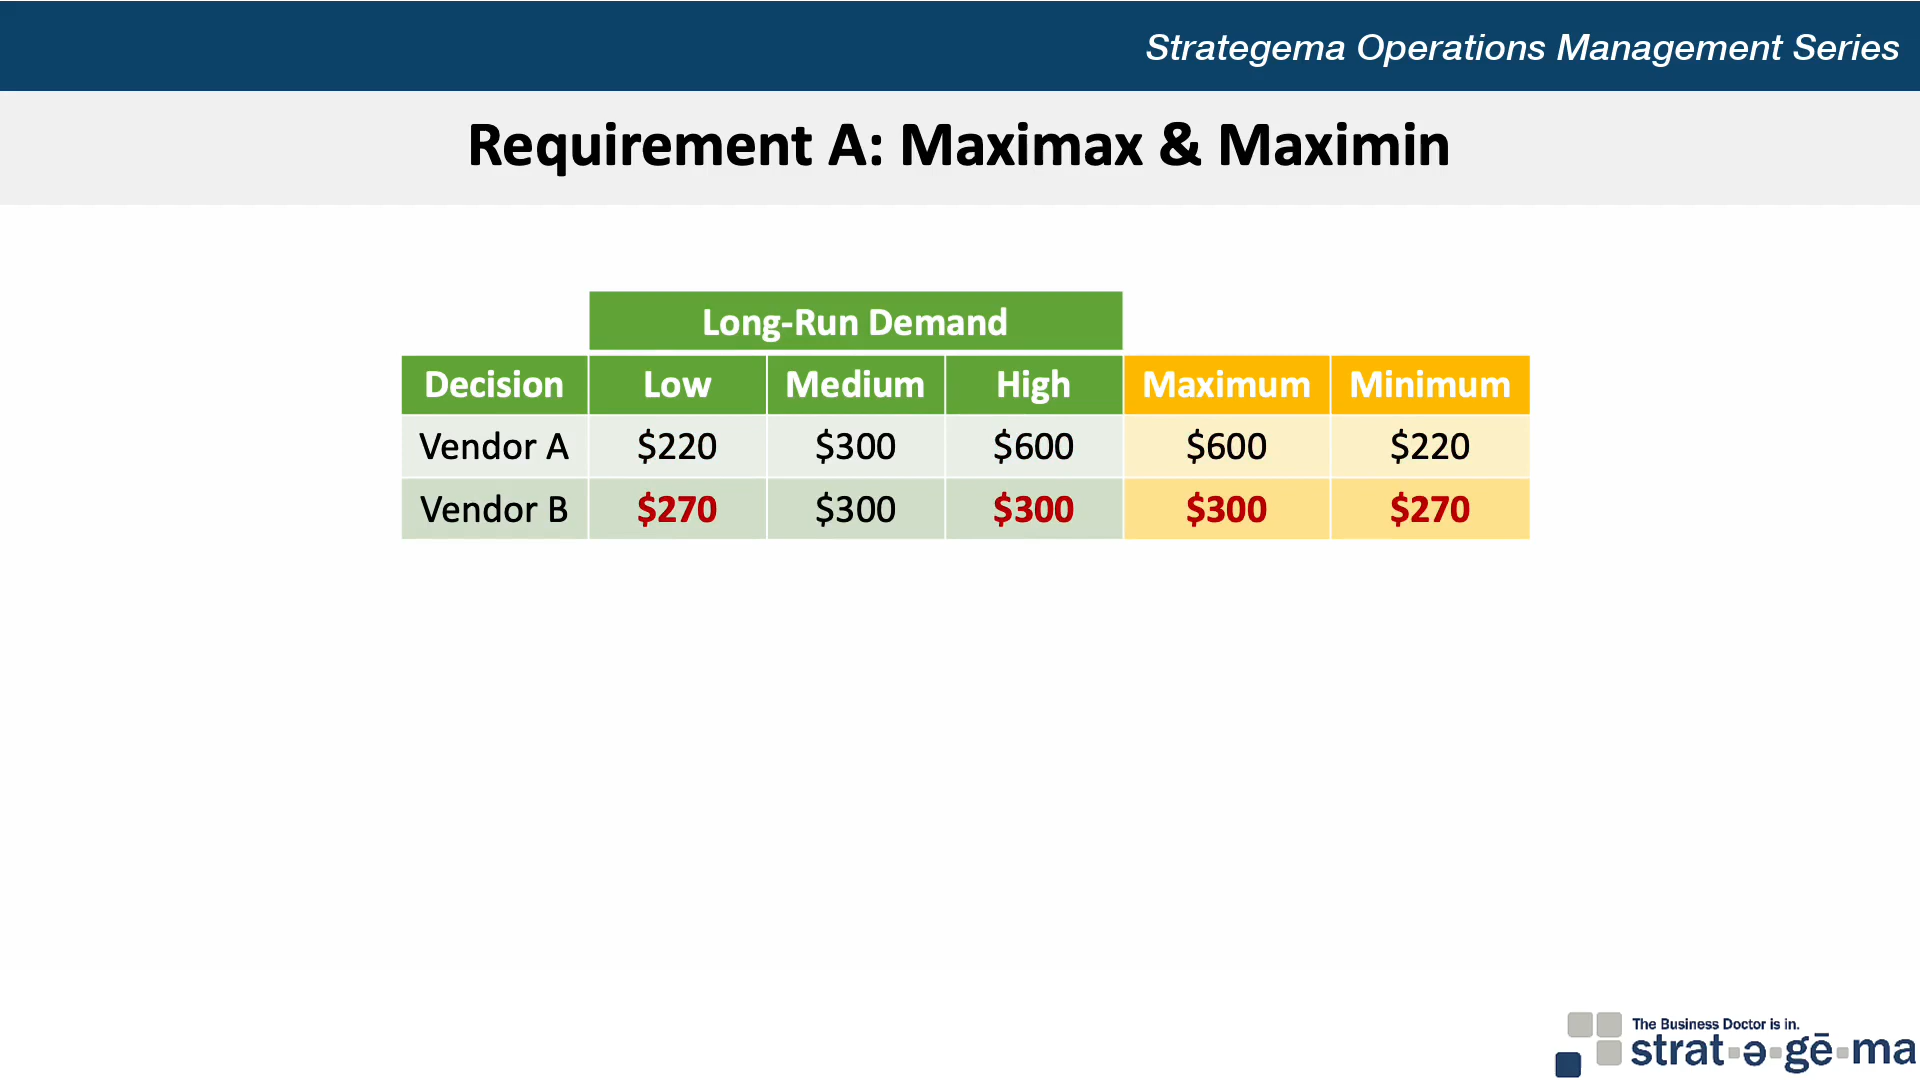 Strategema Operations Management Series
Requirement A: Maximax & Maximin
Long-Run Demand
Decision Low Medium High Maximum Minimum
Vendor A $220 $300 $600 $600 $220
Vendor B $270 $300 $300 $300 $270
The Business Doctor is in.
strat-ə-gē-ma